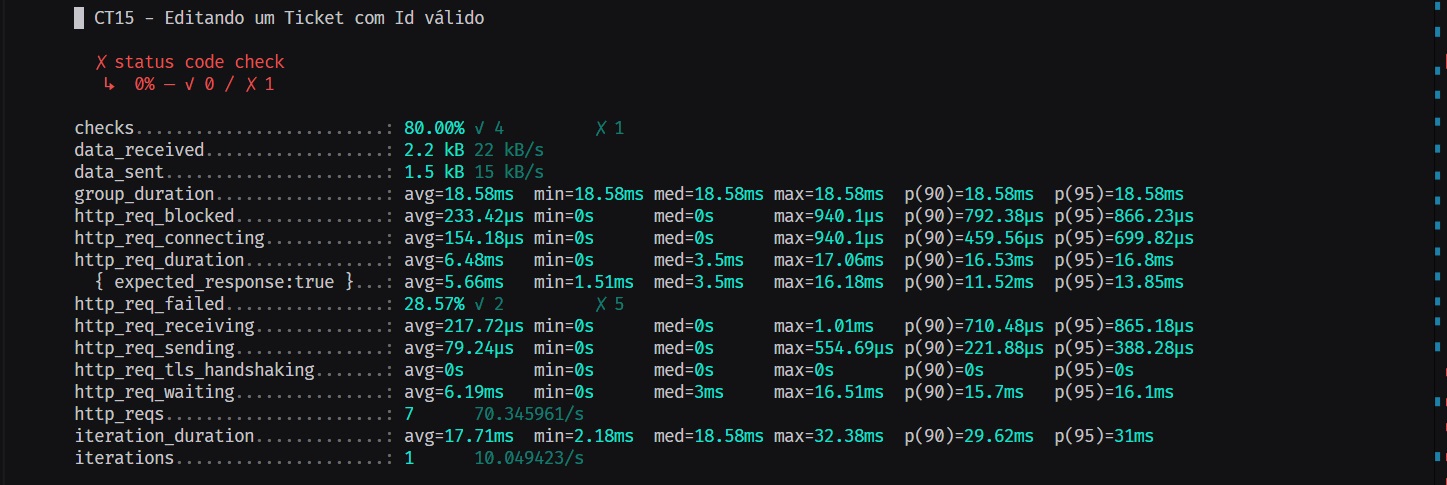 CT15 - Editando um Ticket com Id válido
✗ status code check
↳ 0% — ✓ 0 / ✗ 1
checks.........................: 80.00% ✓ 4 ✗ 1
data_received..................: 2.2 kB 22 kB/s
data_sent......................: 1.5 kB 15 kB/s
group_duration.................: avg=18.58ms min=18.58ms med=18.58ms max=18.58ms p(90)=18.58ms p(95)=18.58ms
http_req_blocked...............: avg=233.42µs min=0s med=0s max=940.1µs p(90)=792.38µs p(95)=866.23µs
http_req_connecting............: avg=154.18µs min=0s med=0s max=940.1µs p(90)=459.56µs p(95)=699.82µs
http_req_duration..............: avg=6.48ms min=0s med=3.5ms max=17.06ms p(90)=16.53ms p(95)=16.8ms
{ expected_response:true }...: avg=5.66ms min=1.51ms med=3.5ms max=16.18ms p(90)=11.52ms p(95)=13.85ms
http_req_failed................: 28.57% ✓ 2 ✗ 5
http_req_receiving.............: avg=217.72µs min=0s med=0s max=1.01ms p(90)=710.48µs p(95)=865.18µs
http_req_sending...............: avg=79.24µs min=0s med=0s max=554.69µs p(90)=221.88µs p(95)=388.28µs
http_req_tls_handshaking.......: avg=0s min=0s med=0s max=0s p(90)=0s p(95)=0s
http_req_waiting...............: avg=6.19ms min=0s med=3ms max=16.51ms p(90)=15.7ms p(95)=16.1ms
http_reqs......................: 7 70.345961/s
iteration_duration.............: avg=17.71ms min=2.18ms med=18.58ms max=32.38ms p(90)=29.62ms p(95)=31ms
iterations.....................: 1 10.049423/s